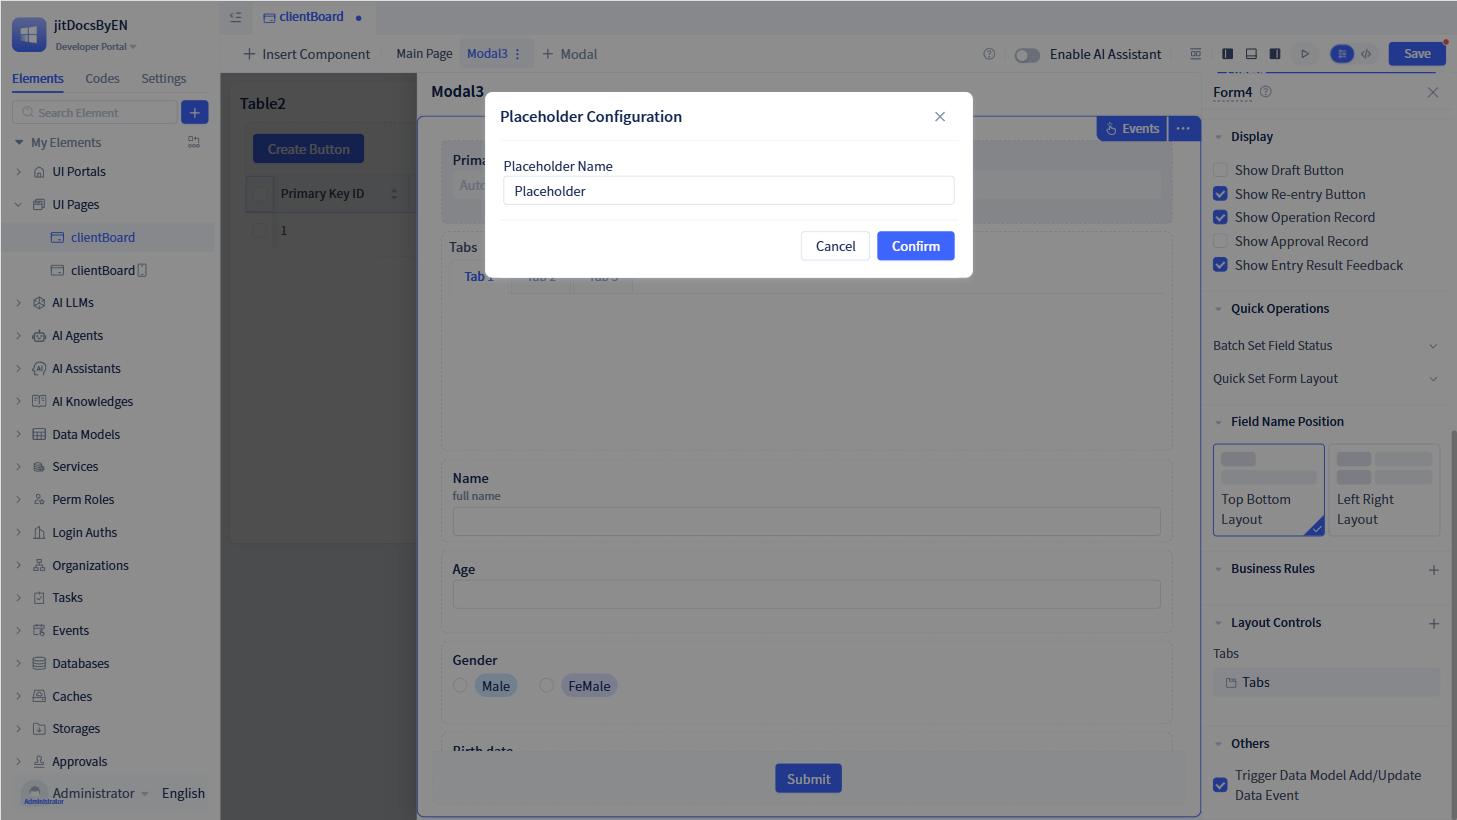 jitDocsByEN
Developer Portal
Elements
Codes
Settings
Search Element
My Elements
UI Portals
UI Pages
clientBoard
clientBoard
AI LLMs
AI Agents
AI Assistants
AI Knowledges
Data Models
Services
Perm Roles
Login Auths
Organizations
Tasks
Events
Databases
Caches
Storages
Approvals
Administrator
Administrator
English
clientBoard
Insert Component
Main Page
Modal3
Modal
Enable AI Assistant
Save
Table2
Create Button
Primary Key ID
1
Modal3
Events
Placeholder Configuration
Placeholder Name
Placeholder
Cancel
Confirm
Tabs
Tab 1
Tab 2
Tab 3
Name
full name
Age
Gender
Male
FeMale
Birth date
Submit
Form4
Display
Show Draft Button
Show Re-entry Button
Show Operation Record
Show Approval Record
Show Entry Result Feedback
Quick Operations
Batch Set Field Status
Quick Set Form Layout
Field Name Position
Top Bottom
Layout
Left Right
Layout
Business Rules
Layout Controls
Tabs
Tabs
Others
Trigger Data Model Add/Update
Data Event